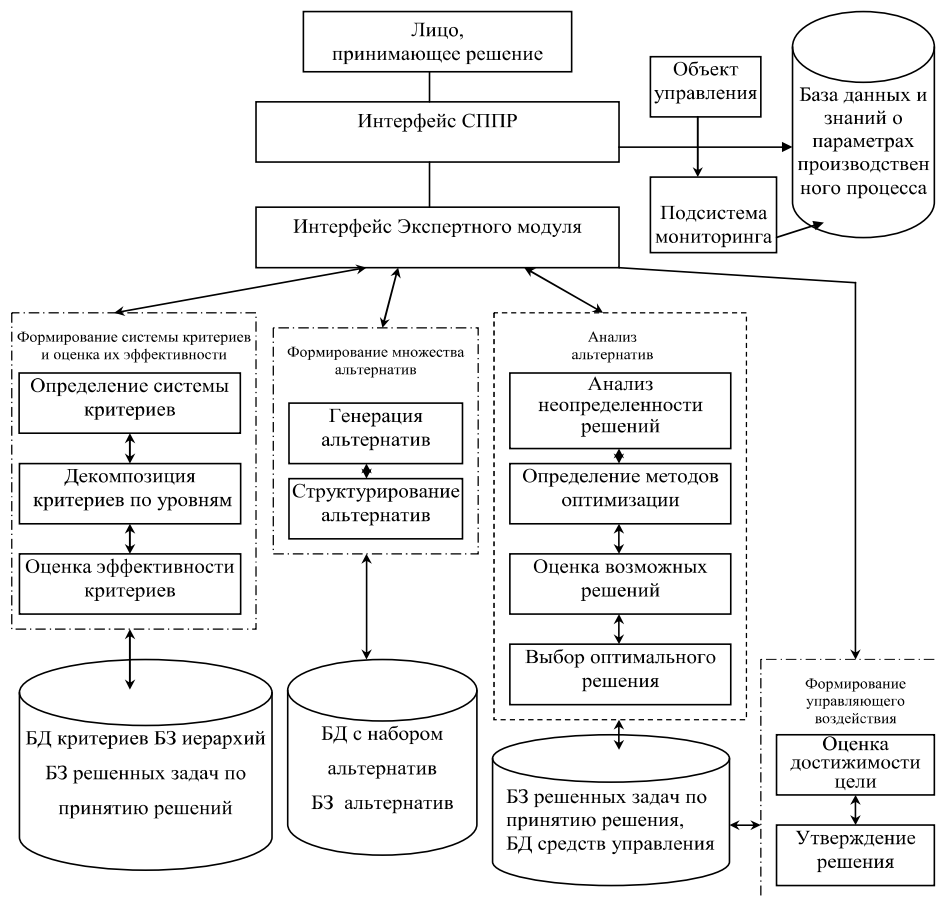 Лицо,
принимающее решение
Объект
управления
База данных и
знаний о
параметрах
производствен
ного процесса
Интерфейс СППР
Подсистема
мониторинга
Интерфейс Экспертного модуля
Формирование системы критериев
и оценка их эффективности
Определение системы
критериев
Декомпозиция
критериев по уровням
Оценка эффективности
критериев
БД критериев БЗ иерархий
БЗ решенных задач по
принятию решений
Формирование множества
альтернатив
Генерация
альтернатив
Структурирование
альтернатив
БД с набором
альтернатив
БЗ альтернатив
Анализ
альтернатив
Анализ
неопределенности
решений
Определение методов
оптимизации
Оценка возможных
решений
Выбор оптимального
решения
БЗ решенных задач по
принятию решения,
БД средств управления
Формирование
управляющего
воздействия
Оценка
достижимости
цели
Утверждение
решения